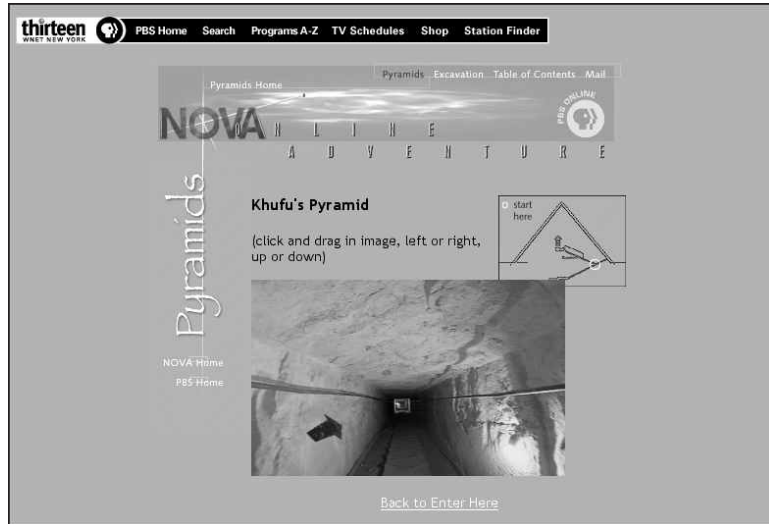 thirteen
WNET NEW YORK
PBS Home Search Programs A-Z TV Schedules Shop Station Finder
Pyramids Excavation Table of Contents Mail
Pyramids Home
PBS ONLINE
NOVA ONLINE
ADVENTURE
Pyramids
Khufu's Pyramid
start
here
(click and drag in image, left or right,
up or down)
NOVA Home
PBS Home
Back to Enter Here